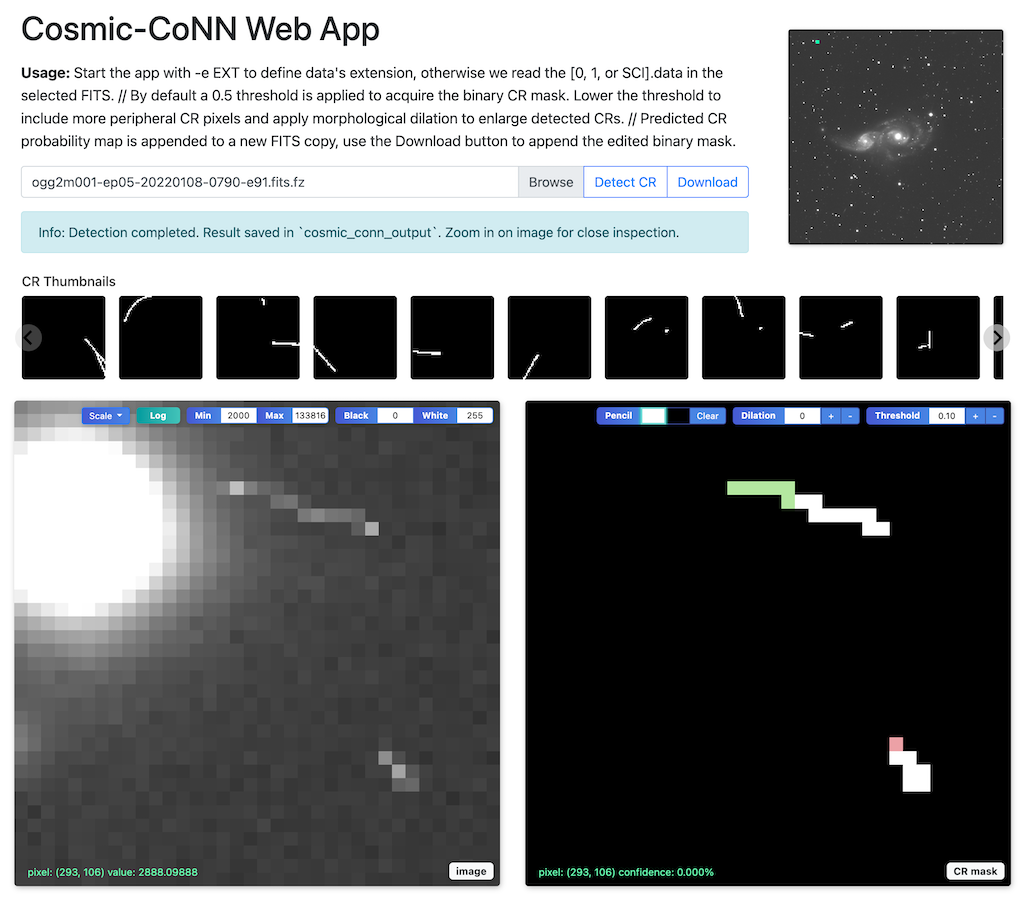 Cosmic-CoNN Web App
Usage: Start the app with -e EXT to define data's extension, otherwise we read the [0, 1, or SCI].data in the
selected FITS. // By default a 0.5 threshold is applied to acquire the binary CR mask. Lower the threshold to
include more peripheral CR pixels and apply morphological dilation to enlarge detected CRs. // Predicted CR
probability map is appended to a new FITS copy, use the Download button to append the edited binary mask.
ogg2m001-ep05-20220108-0790-e91.fits.fz Browse Detect CR Download
Info: Detection completed. Result saved in `cosmic_conn_output`. Zoom in on image for close inspection.
CR Thumbnails
Scale Log Min 2000 Max 133816 Black 0 White 255
Pencil Clear Dilation 0 + - Threshold 0.10 + -
pixel: (293, 106) value: 2888.09888 image
pixel: (293, 106) confidence: 0.000% CR mask